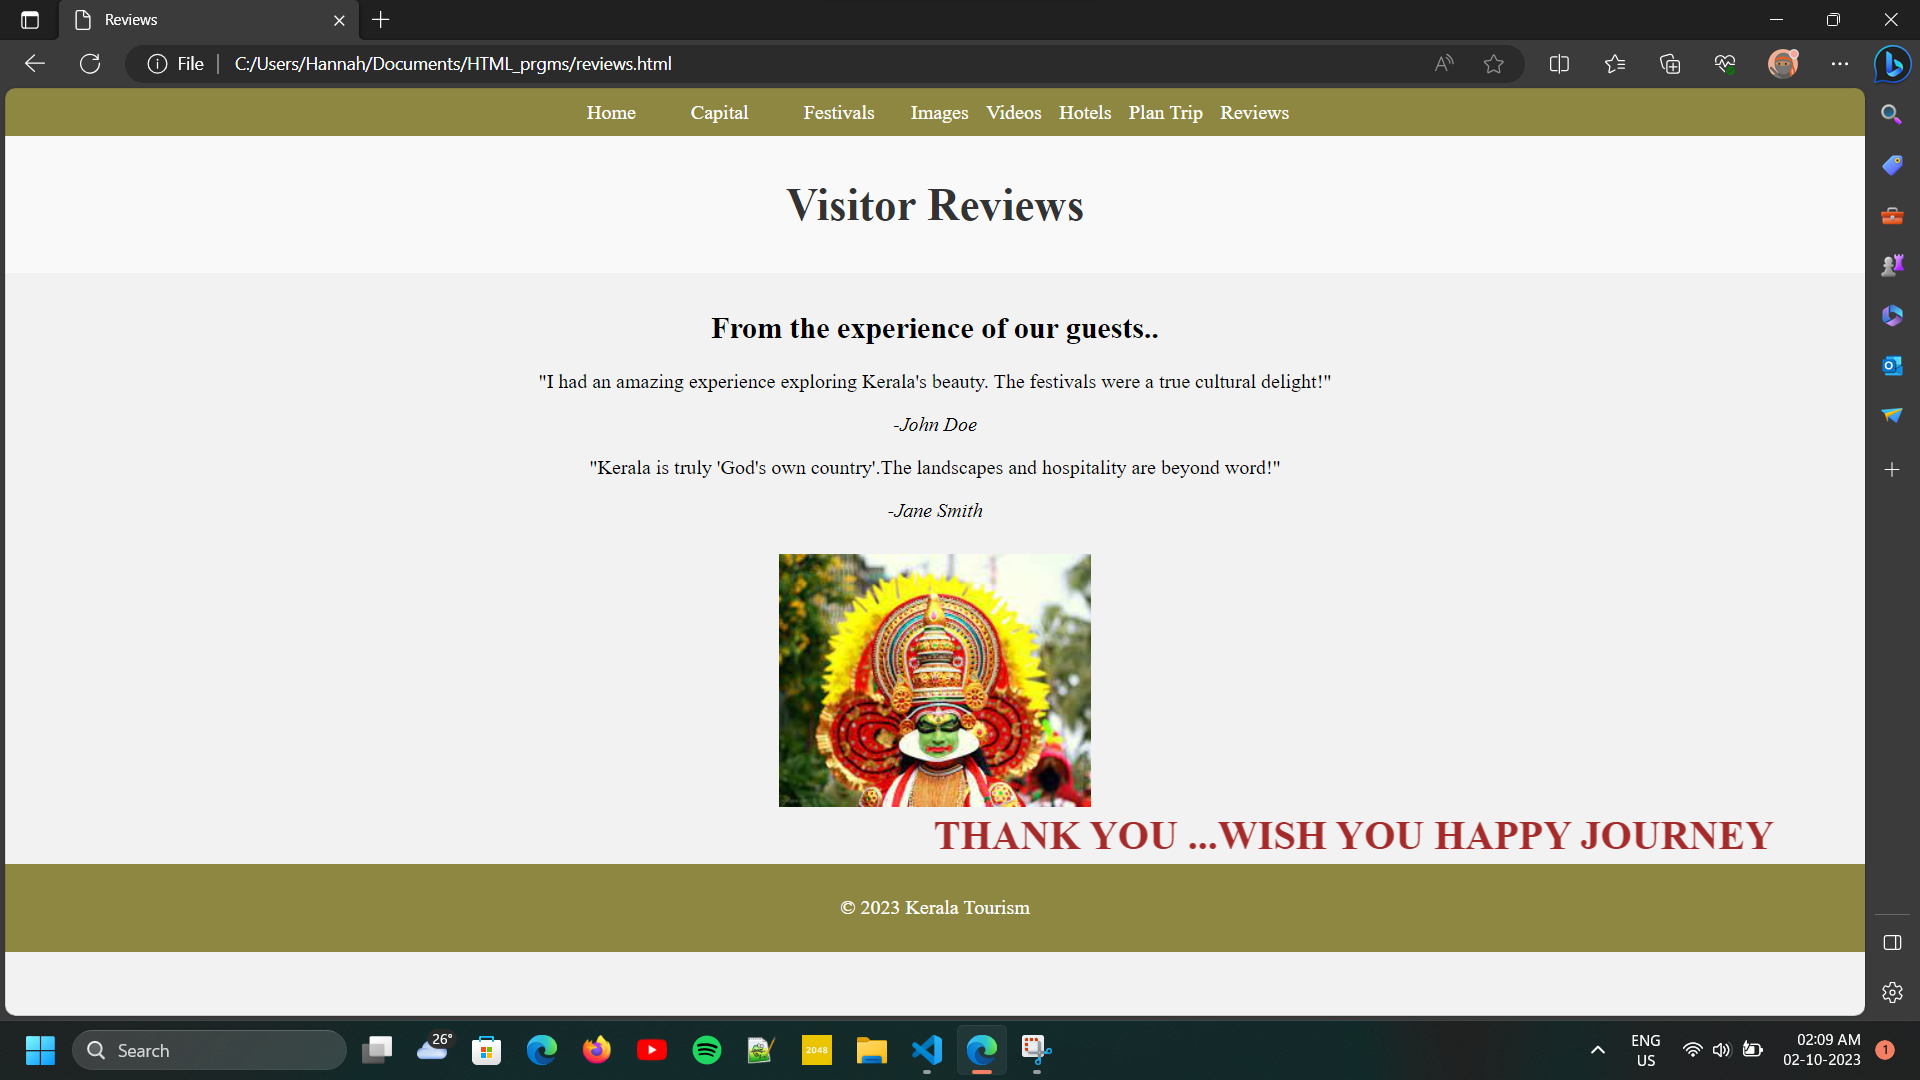 Reviews
File
C:/Users/Hannah/Documents/HTML_prgms/reviews.html
Home Capital Festivals Images Videos Hotels Plan Trip Reviews
Visitor Reviews
From the experience of our guests..
"I had an amazing experience exploring Kerala's beauty. The festivals were a true cultural delight!"
-John Doe
"Kerala is truly 'God's own country'.The landscapes and hospitality are beyond word!"
-Jane Smith
THANK YOU ...WISH YOU HAPPY JOURNEY
© 2023 Kerala Tourism
Search
26°
2048
ENG
US
02:09 AM
02-10-2023
1